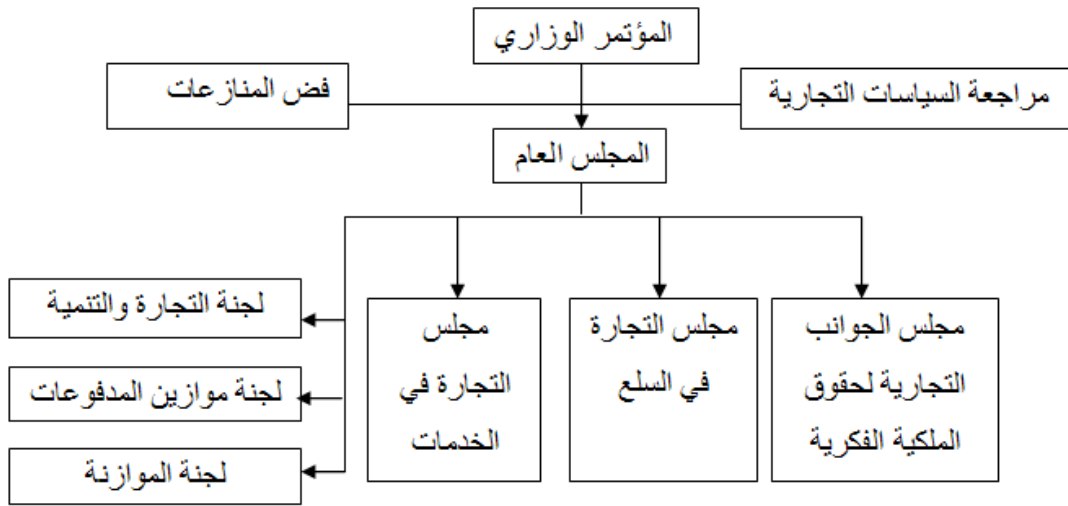 المؤتمر الوزاري
مراجعة السياسات التجارية
فض المنازعات
المجلس العام
مجلس الجوانب
التجارية لحقوق
الملكية الفكرية
مجلس التجارة
في السلع
مجلس
التجارة في
الخدمات
لجنة التجارة والتنمية
لجنة موازين المدفوعات
لجنة الموازنة